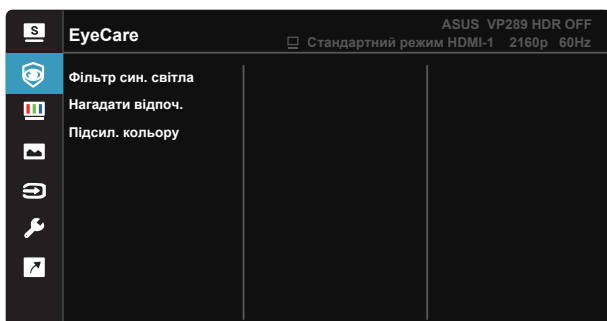 S
EyeCare
ASUS VP289 HDR OFF
Стандартний режим HDMI-1 2160p 60Hz
Фільтр син. світла
Нагадати відпоч.
Підсил. кольору